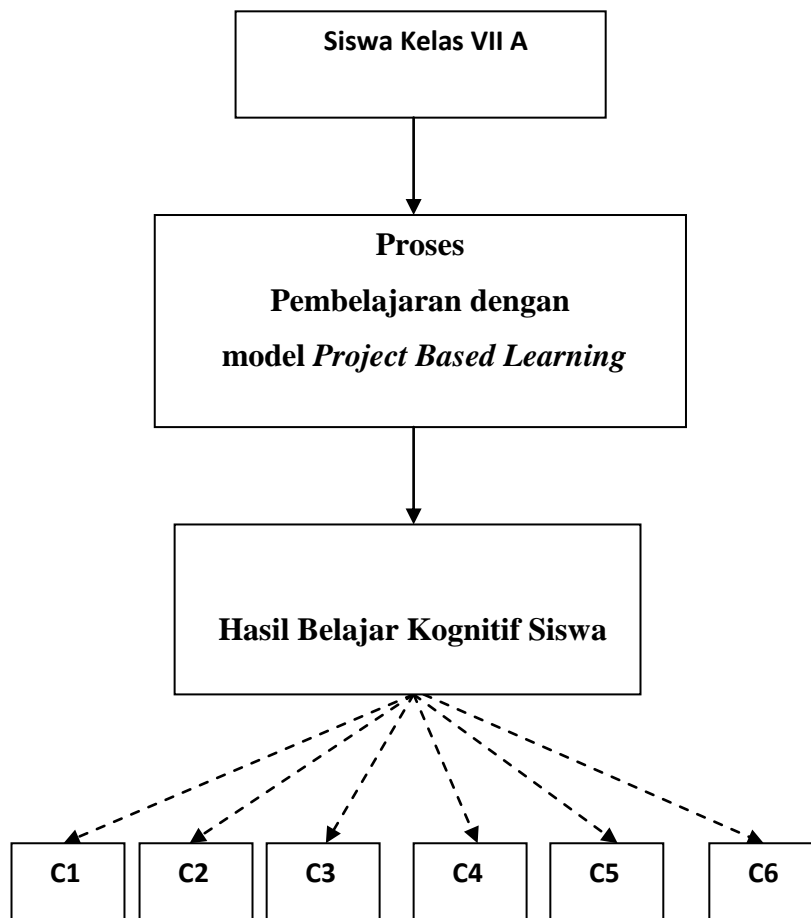 Siswa Kelas VII A
Proses
Pembelajaran dengan
model Project Based Learning
Hasil Belajar Kognitif Siswa
C1 C2 C3 C4 C5 C6